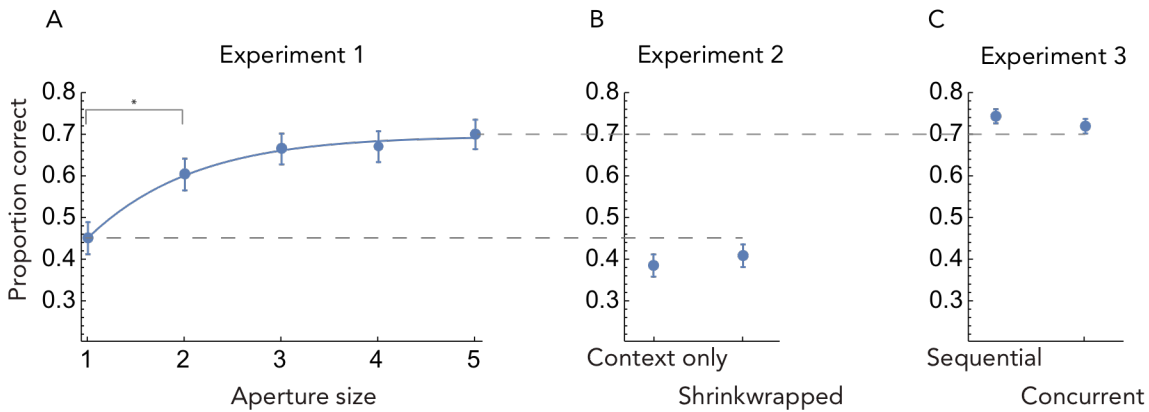 A
B
C
Experiment 1
Experiment 2
Experiment 3
Proportion correct
0.8
0.7
0.6
0.5
0.4
0.3
*
1
2
3
4
5
Aperture size
0.8
0.7
0.6
0.5
0.4
0.3
Context only
Shrinkwrapped
0.8
0.7
0.6
0.5
0.4
0.3
Sequential
Concurrent